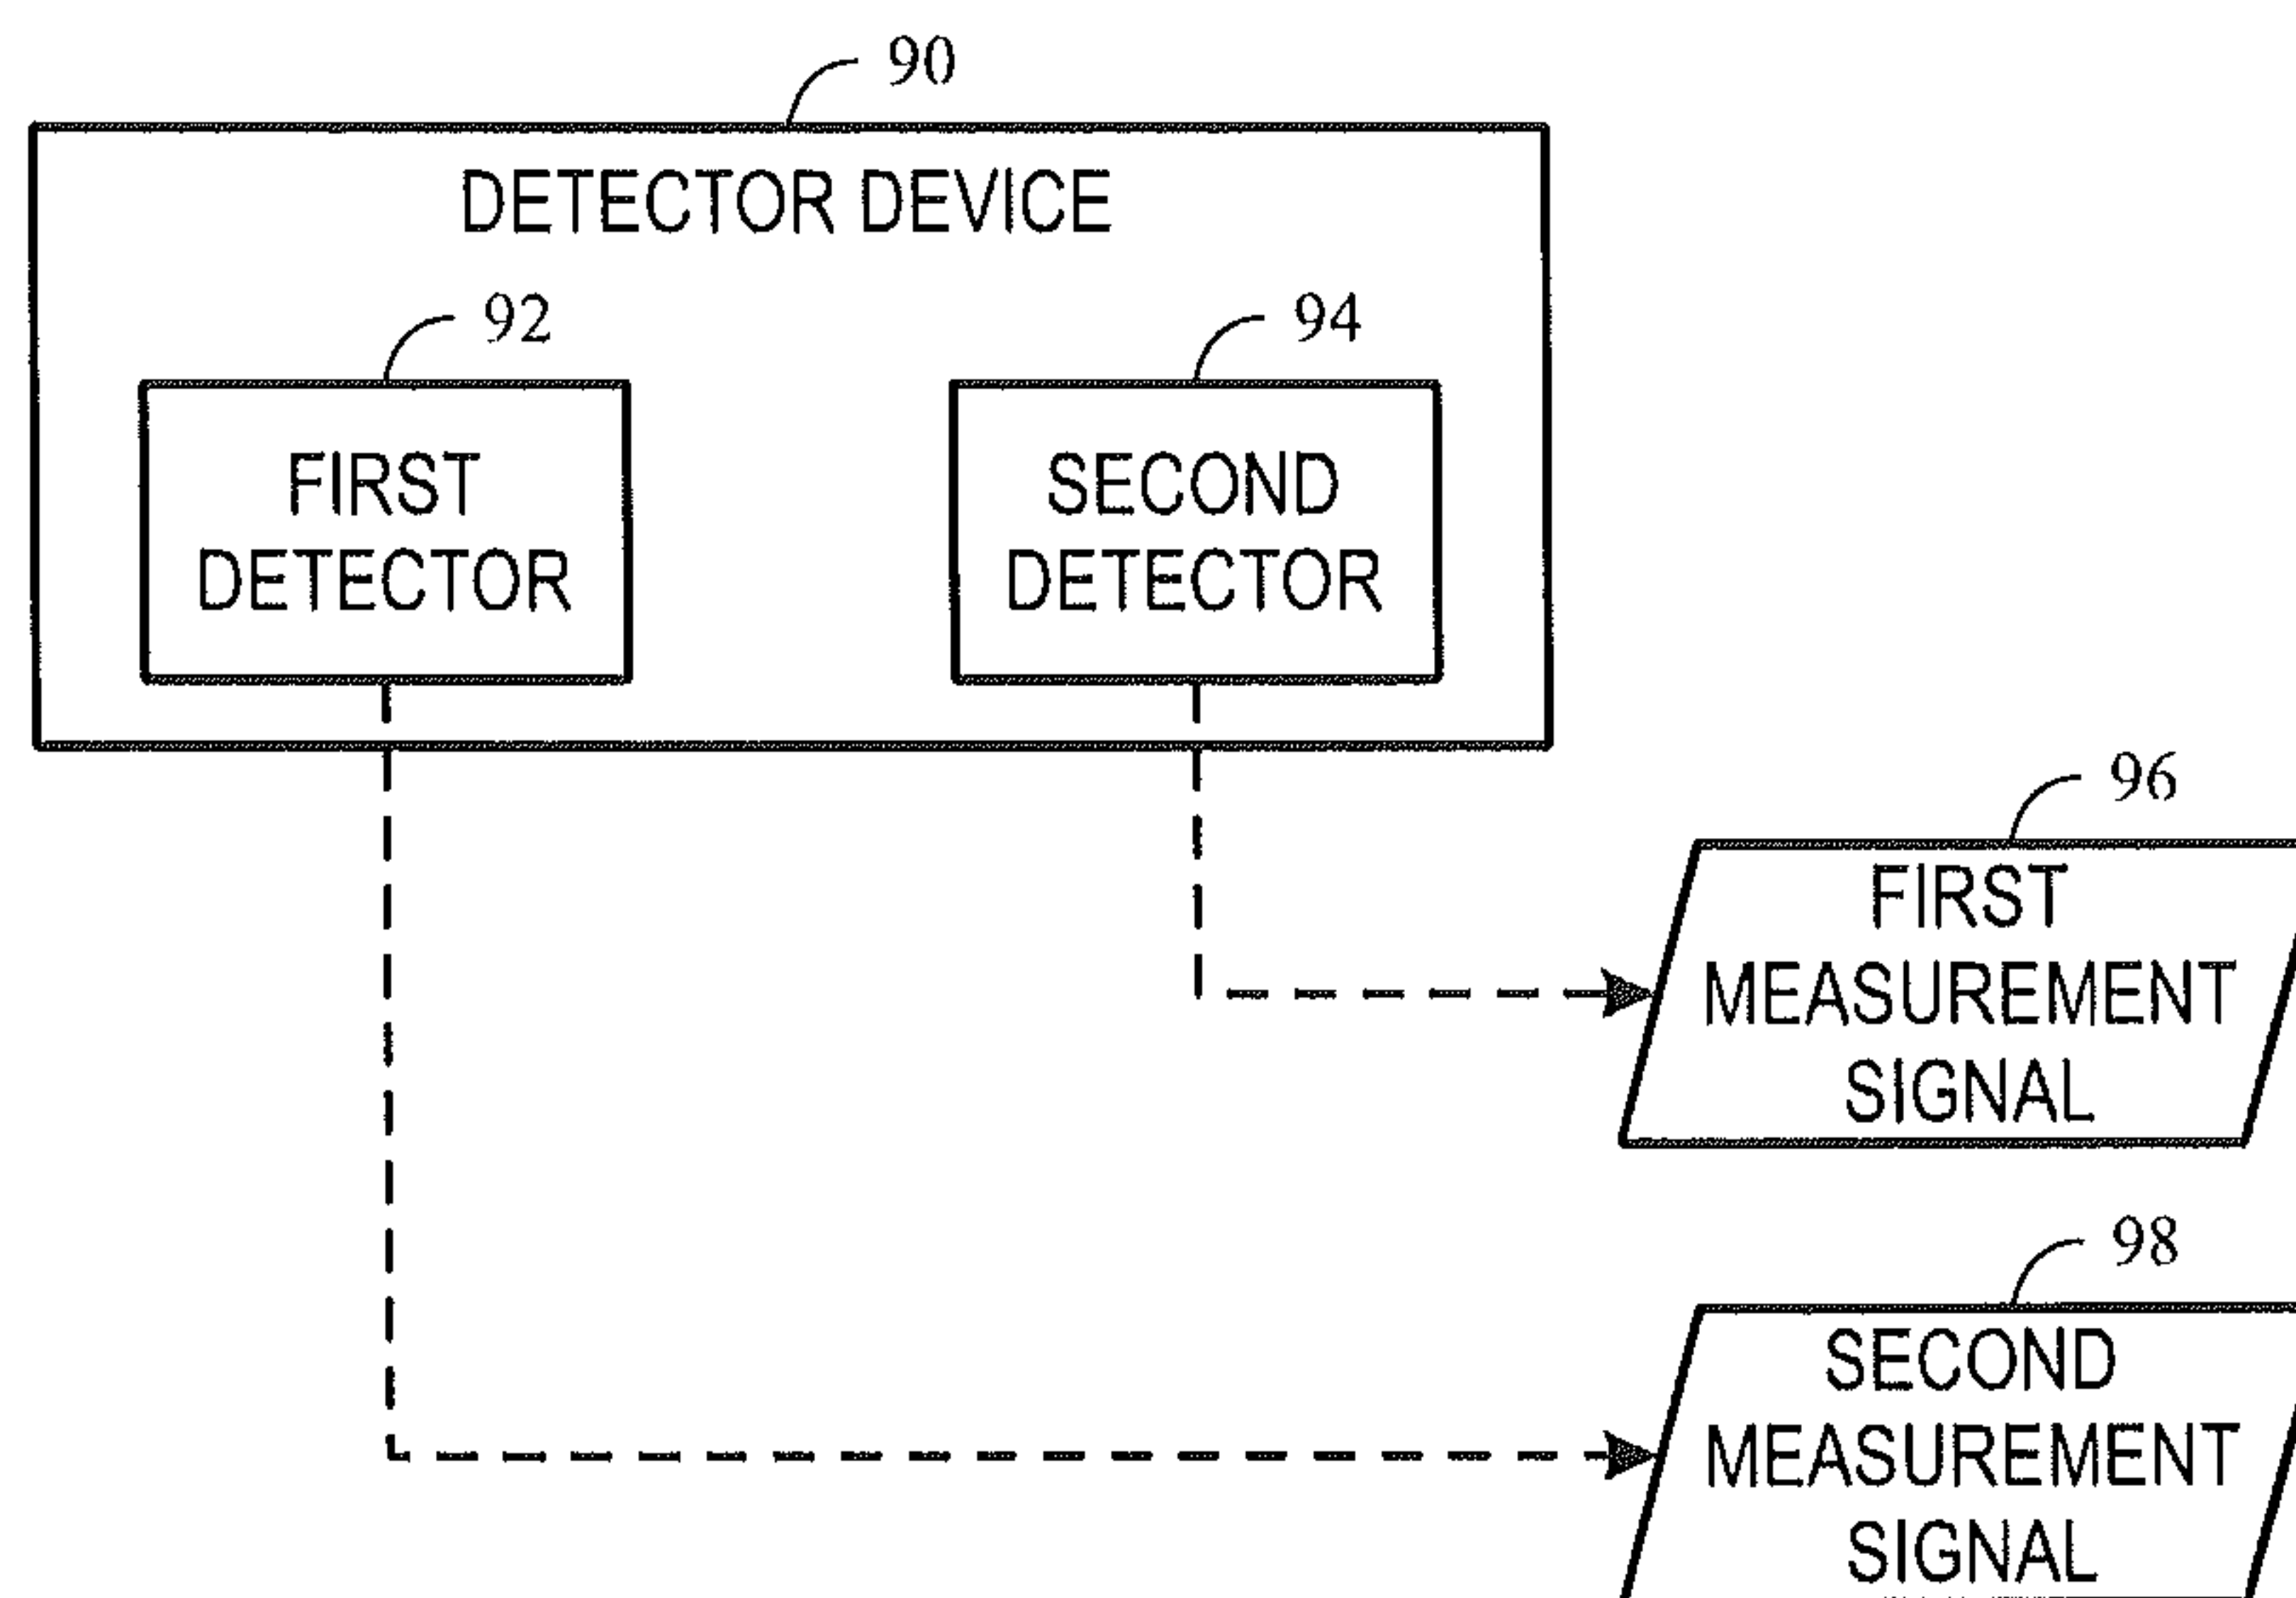 90
DETECTOR DEVICE
92
94
FIRST
DETECTOR
SECOND
DETECTOR
96
FIRST
MEASUREMENT
SIGNAL
98
SECOND
MEASUREMENT
SIGNAL